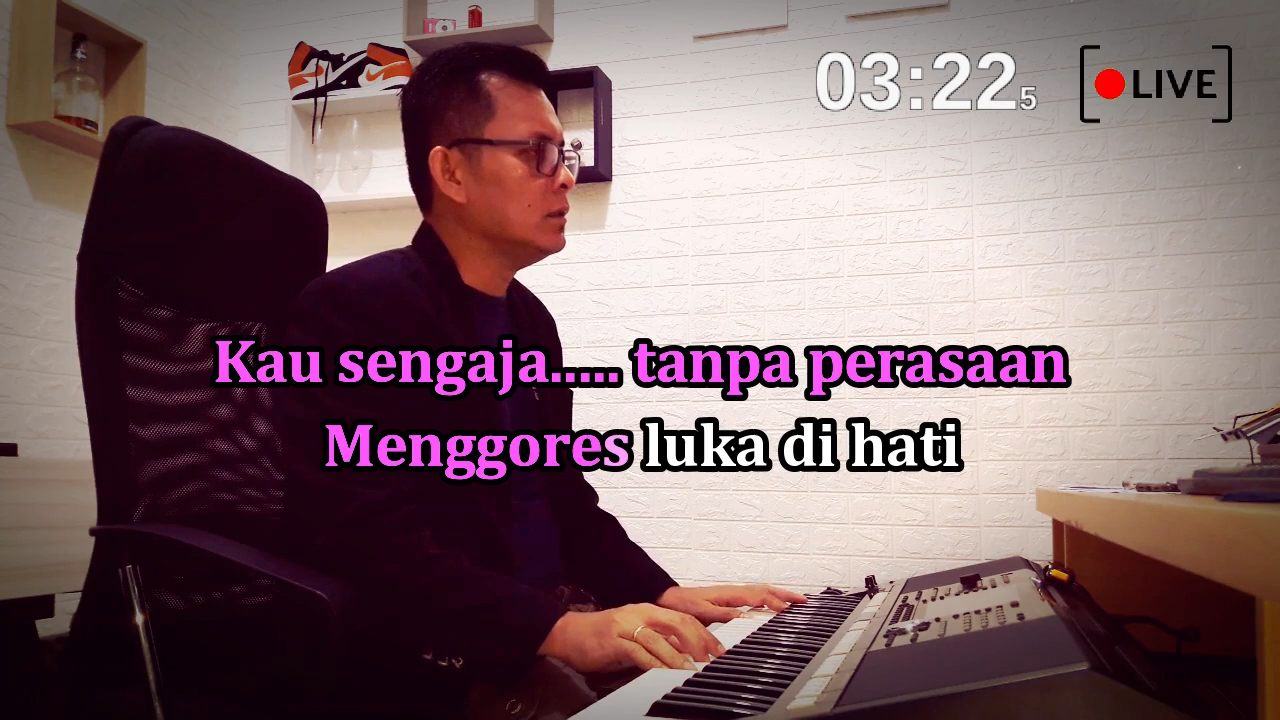 03:225
LIVE
Kau sengaja..... tanpa perasaan
Menggores luka di hati